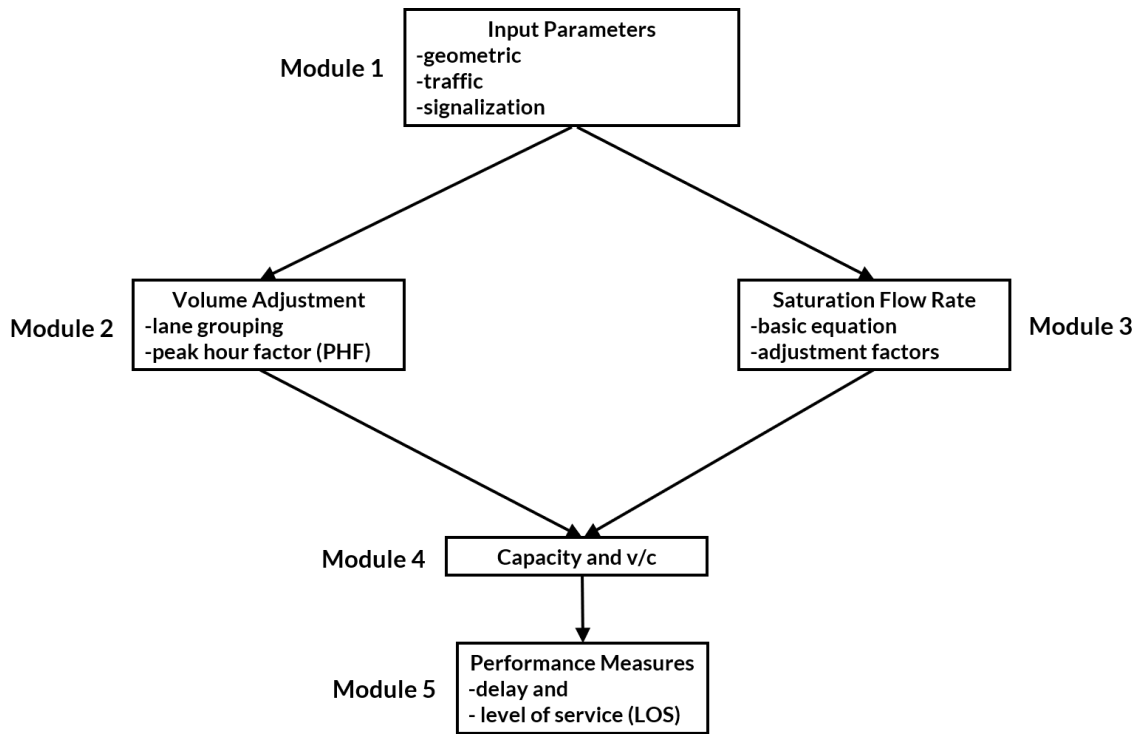 Input Parameters
-geometric
Module 1
-traffic
-signalization
Volume Adjustment
Module 2
-lane grouping
-peak hour factor (PHF)
Saturation Flow Rate
-basic equation
Module 3
-adjustment factors
Module 4
Capacity and v/c
Performance Measures
Module 5
-delay and
- level of service (LOS)